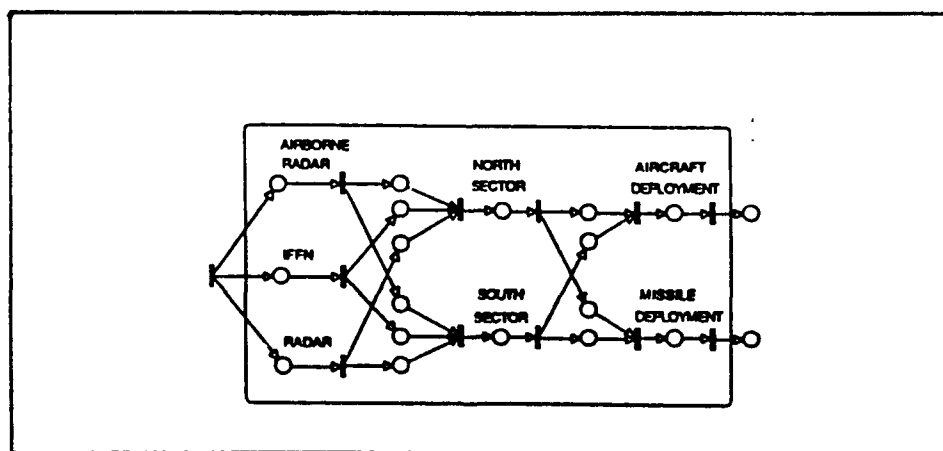 AIRBORNE
RADAR
NORTH
SECTOR
AIRCRAFT
DEPLOYMENT
IFFN
SOUTH
SECTOR
MISSILE
DEPLOYMENT
RADAR